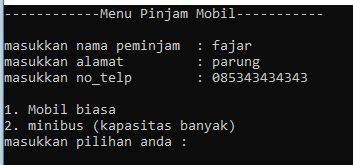 ------------Menu Pinjam Mobil-----------
masukkan nama peminjam  : fajar
masukkan alamat         : parung
masukkan no_telp        : 085343434343
1. Mobil biasa
2. minibus (kapasitas banyak)
masukkan pilihan anda :